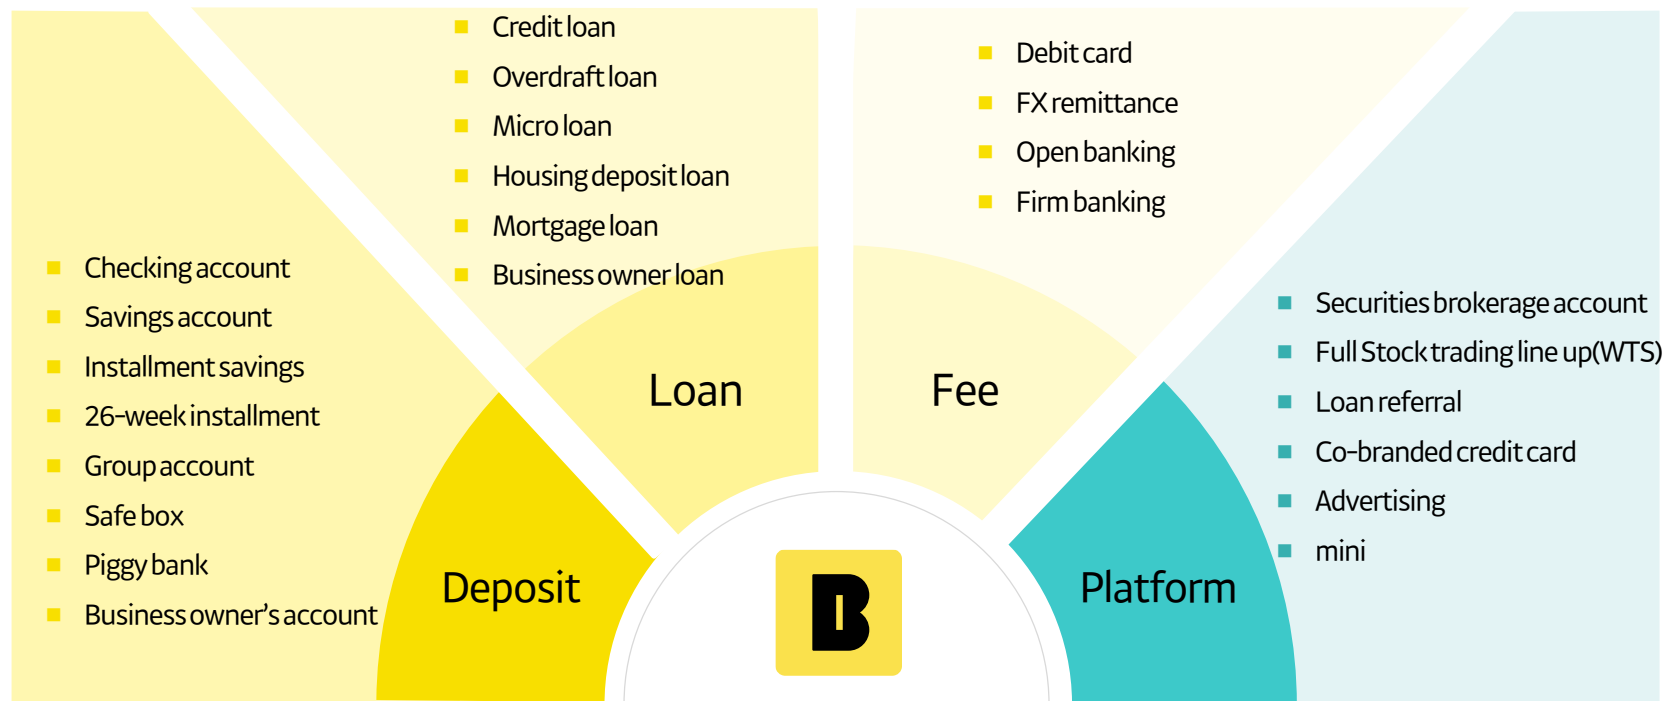 Credit loan
Overdraft loan
Micro loan
Housing deposit loan
Mortgage loan
Business owner loan
Loan
Debit card
FX remittance
Open banking
Firm banking
Fee
Checking account
Savings account
Installment savings
26-week installment
Group account
Safe box
Piggy bank
Business owner's account
Deposit
Securities brokerage account
Full Stock trading line up(WTS)
Loan referral
Co-branded credit card
Advertising
mini
Platform
B